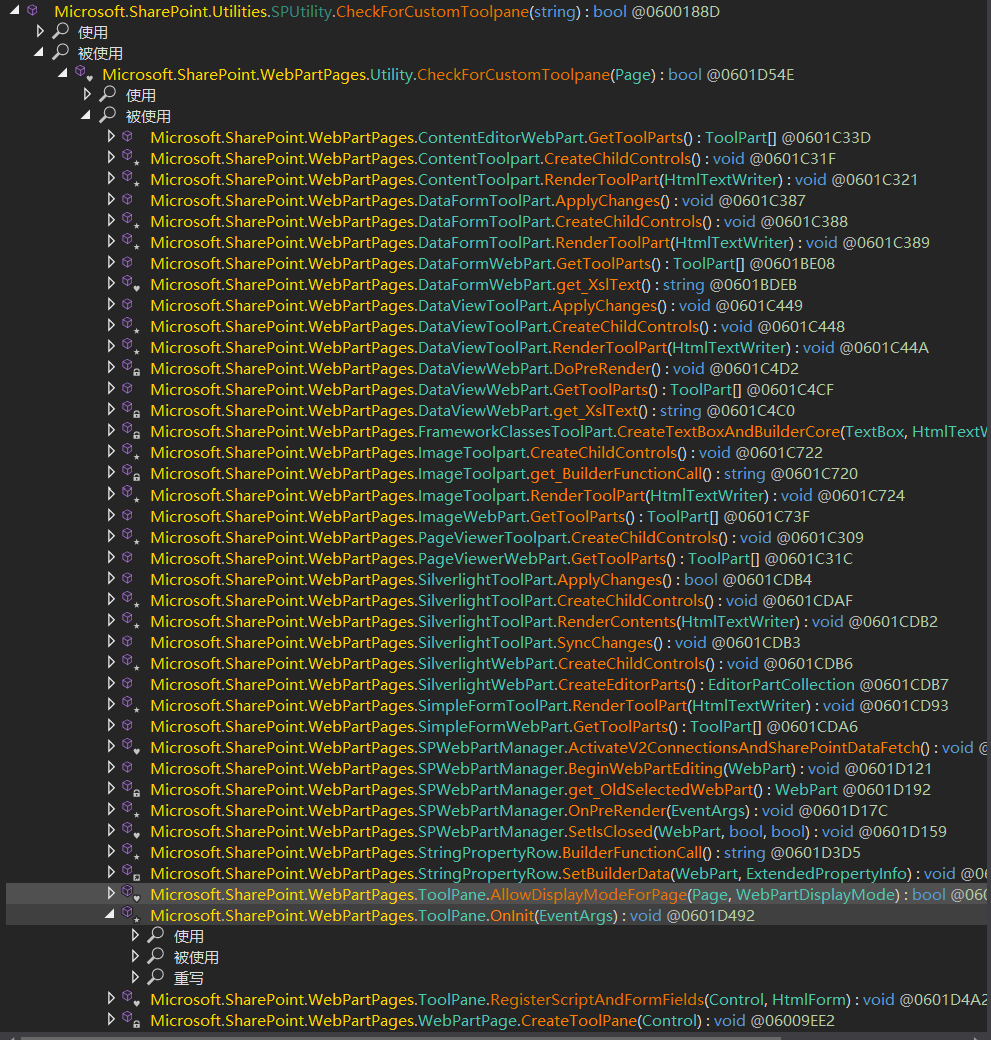 Microsoft.SharePoint.Utilities.SPUtility.CheckForCustomToolpane(string) : bool @0600188D
使用
被使用
Microsoft.SharePoint.WebPartPages.Utility.CheckForCustomToolpane(Page) : bool @0601D54E
使用
被使用
Microsoft.SharePoint.WebPartPages.ContentEditorWebPart.GetToolParts() : ToolPart[] @0601C33D
Microsoft.SharePoint.WebPartPages.ContentToolpart.CreateChildControls() : void @0601C31F
Microsoft.SharePoint.WebPartPages.ContentToolpart.RenderToolPart(HtmlTextWriter) : void @0601C321
Microsoft.SharePoint.WebPartPages.DataFormToolPart.ApplyChanges() : void @0601C387
Microsoft.SharePoint.WebPartPages.DataFormToolPart.CreateChildControls() : void @0601C388
Microsoft.SharePoint.WebPartPages.DataFormToolPart.RenderToolPart(HtmlTextWriter) : void @0601C389
Microsoft.SharePoint.WebPartPages.DataFormWebPart.GetToolParts() : ToolPart[] @0601BE08
Microsoft.SharePoint.WebPartPages.DataFormWebPart.get_XslText() : string @0601BDEB
Microsoft.SharePoint.WebPartPages.DataViewToolPart.ApplyChanges() : void @0601C449
Microsoft.SharePoint.WebPartPages.DataViewToolPart.CreateChildControls() : void @0601C448
Microsoft.SharePoint.WebPartPages.DataViewToolPart.RenderToolPart(HtmlTextWriter) : void @0601C44A
Microsoft.SharePoint.WebPartPages.DataViewWebPart.DoPreRender() : void @0601C4D2
Microsoft.SharePoint.WebPartPages.DataViewWebPart.GetToolParts() : ToolPart[] @0601C4CF
Microsoft.SharePoint.WebPartPages.DataViewWebPart.get_XslText() : string @0601C4C0
Microsoft.SharePoint.WebPartPages.FrameworkClassesToolPart.CreateTextBoxAndBuilderCore(TextBox, HtmlTextW
Microsoft.SharePoint.WebPartPages.ImageToolpart.CreateChildControls() : void @0601C722
Microsoft.SharePoint.WebPartPages.ImageToolpart.get_BuilderFunctionCall() : string @0601C720
Microsoft.SharePoint.WebPartPages.ImageToolpart.RenderToolPart(HtmlTextWriter) : void @0601C724
Microsoft.SharePoint.WebPartPages.ImageWebPart.GetToolParts() : ToolPart[] @0601C73F
Microsoft.SharePoint.WebPartPages.PageViewerToolpart.CreateChildControls() : void @0601C309
Microsoft.SharePoint.WebPartPages.PageViewerWebPart.GetToolParts() : ToolPart[] @0601C31C
Microsoft.SharePoint.WebPartPages.SilverlightToolPart.ApplyChanges() : bool @0601CDB4
Microsoft.SharePoint.WebPartPages.SilverlightToolPart.CreateChildControls() : void @0601CDAF
Microsoft.SharePoint.WebPartPages.SilverlightToolPart.RenderContents(HtmlTextWriter) : void @0601CDB2
Microsoft.SharePoint.WebPartPages.SilverlightToolPart.SyncChanges() : void @0601CDB3
Microsoft.SharePoint.WebPartPages.SilverlightWebPart.CreateChildControls() : void @0601CDB6
Microsoft.SharePoint.WebPartPages.SilverlightWebPart.CreateEditorParts() : EditorPartCollection @0601CDB7
Microsoft.SharePoint.WebPartPages.SimpleFormToolPart.RenderToolPart(HtmlTextWriter) : void @0601CD93
Microsoft.SharePoint.WebPartPages.SimpleFormWebPart.GetToolParts() : ToolPart[] @0601CDA6
Microsoft.SharePoint.WebPartPages.SPWebPartManager.ActivateV2ConnectionsAndSharePointDataFetch() : void @
Microsoft.SharePoint.WebPartPages.SPWebPartManager.BeginWebPartEditing(WebPart) : void @0601D121
Microsoft.SharePoint.WebPartPages.SPWebPartManager.get_OldSelectedWebPart() : WebPart @0601D192
Microsoft.SharePoint.WebPartPages.SPWebPartManager.OnPreRender(EventArgs) : void @0601D17C
Microsoft.SharePoint.WebPartPages.SPWebPartManager.SetIsClosed(WebPart, bool, bool) : void @0601D159
Microsoft.SharePoint.WebPartPages.StringPropertyRow.BuilderFunctionCall() : string @0601D3D5
Microsoft.SharePoint.WebPartPages.StringPropertyRow.SetBuilderData(WebPart, ExtendedPropertyInfo) : void @06
Microsoft.SharePoint.WebPartPages.ToolPane.AllowDisplayModeForPage(Page, WebPartDisplayMode) : bool @060
Microsoft.SharePoint.WebPartPages.ToolPane.OnInit(EventArgs) : void @0601D492
使用
被使用
重写
Microsoft.SharePoint.WebPartPages.ToolPane.RegisterScriptAndFormFields(Control, HtmlForm) : void @0601D4A2
Microsoft.SharePoint.WebPartPages.WebPartPage.CreateToolPane(Control) : void @06009EE2